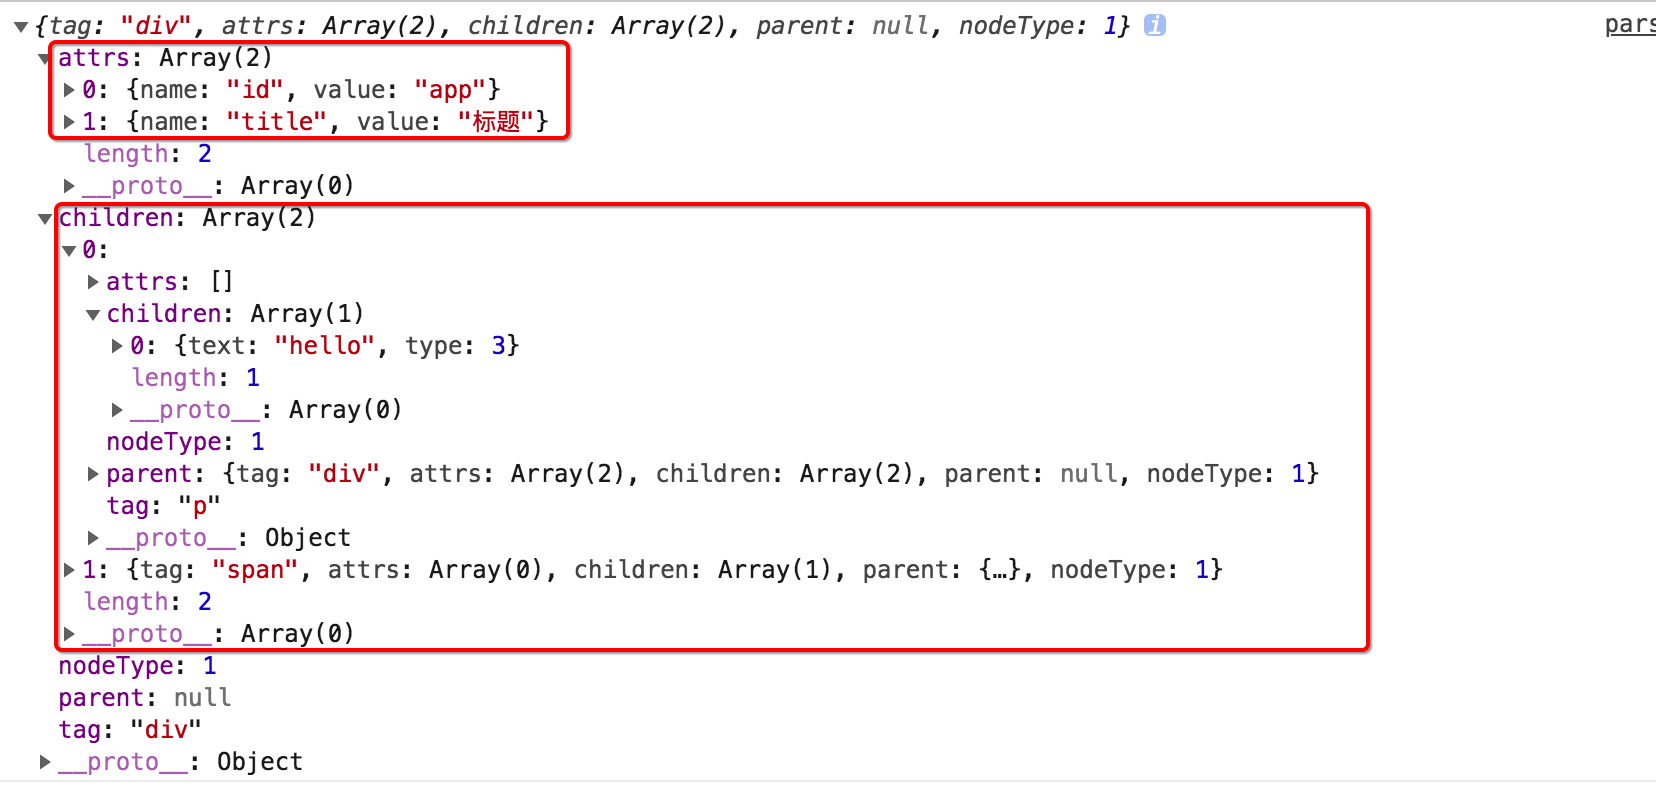 {tag: "div", attrs: Array(2), children: Array(2), parent: null, nodeType: 1} i pars
attrs: Array(2)
0: {name: "id", value: "app"}
1: {name: "title", value: "标题"}
length: 2
__proto__: Array(0)
children: Array(2)
0:
attrs: []
children: Array(1)
0: {text: "hello", type: 3}
length: 1
__proto__: Array(0)
nodeType: 1
parent: {tag: "div", attrs: Array(2), children: Array(2), parent: null, nodeType: 1}
tag: "p"
__proto__: Object
1: {tag: "span", attrs: Array(0), children: Array(1), parent: {…}, nodeType: 1}
length: 2
__proto__: Array(0)
nodeType: 1
parent: null
tag: "div"
__proto__: Object